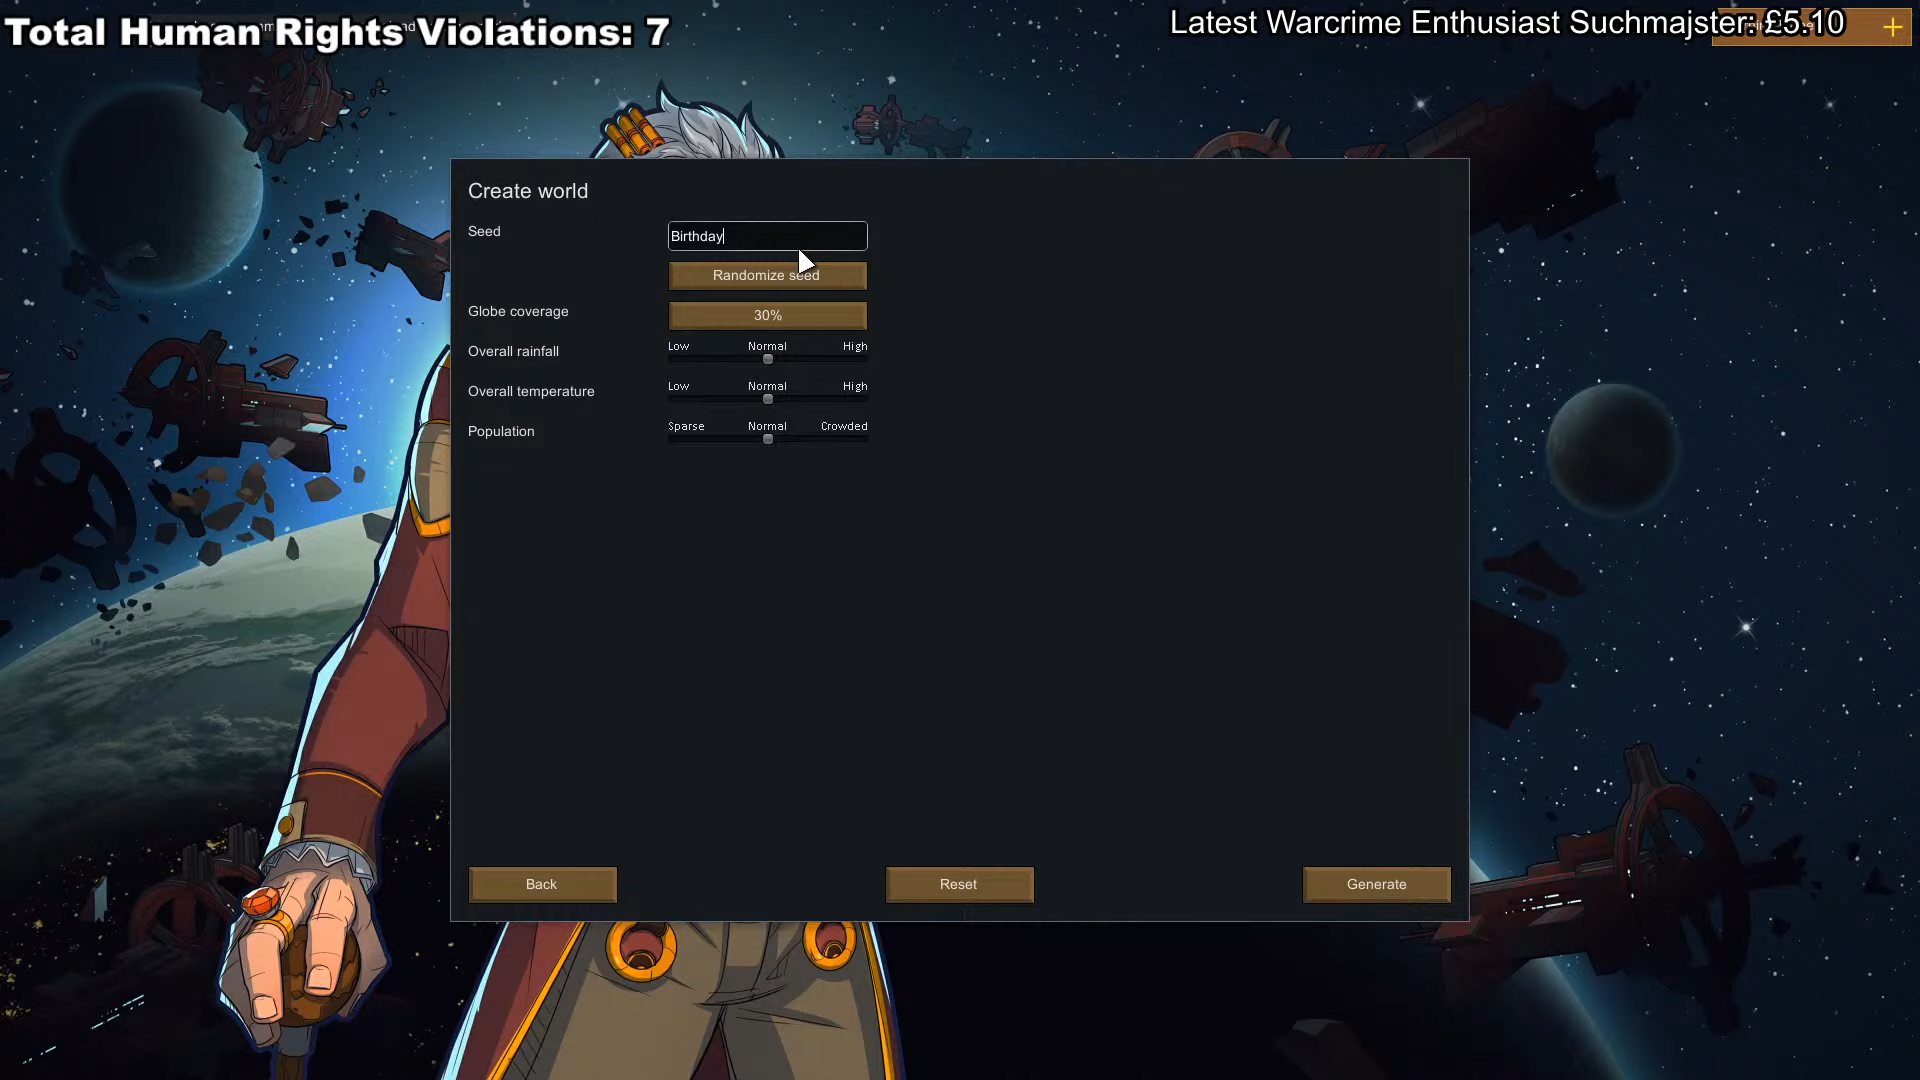 Total Human Rights Violations: 7
Latest Warcrime Enthusiast Suchmajster: £5.10
Create world
Seed
Birthday
Randomize seed
Globe coverage
30%
Overall rainfall
Low Normal High
Overall temperature
Low Normal High
Population
Sparse Normal Crowded
Back
Reset
Generate